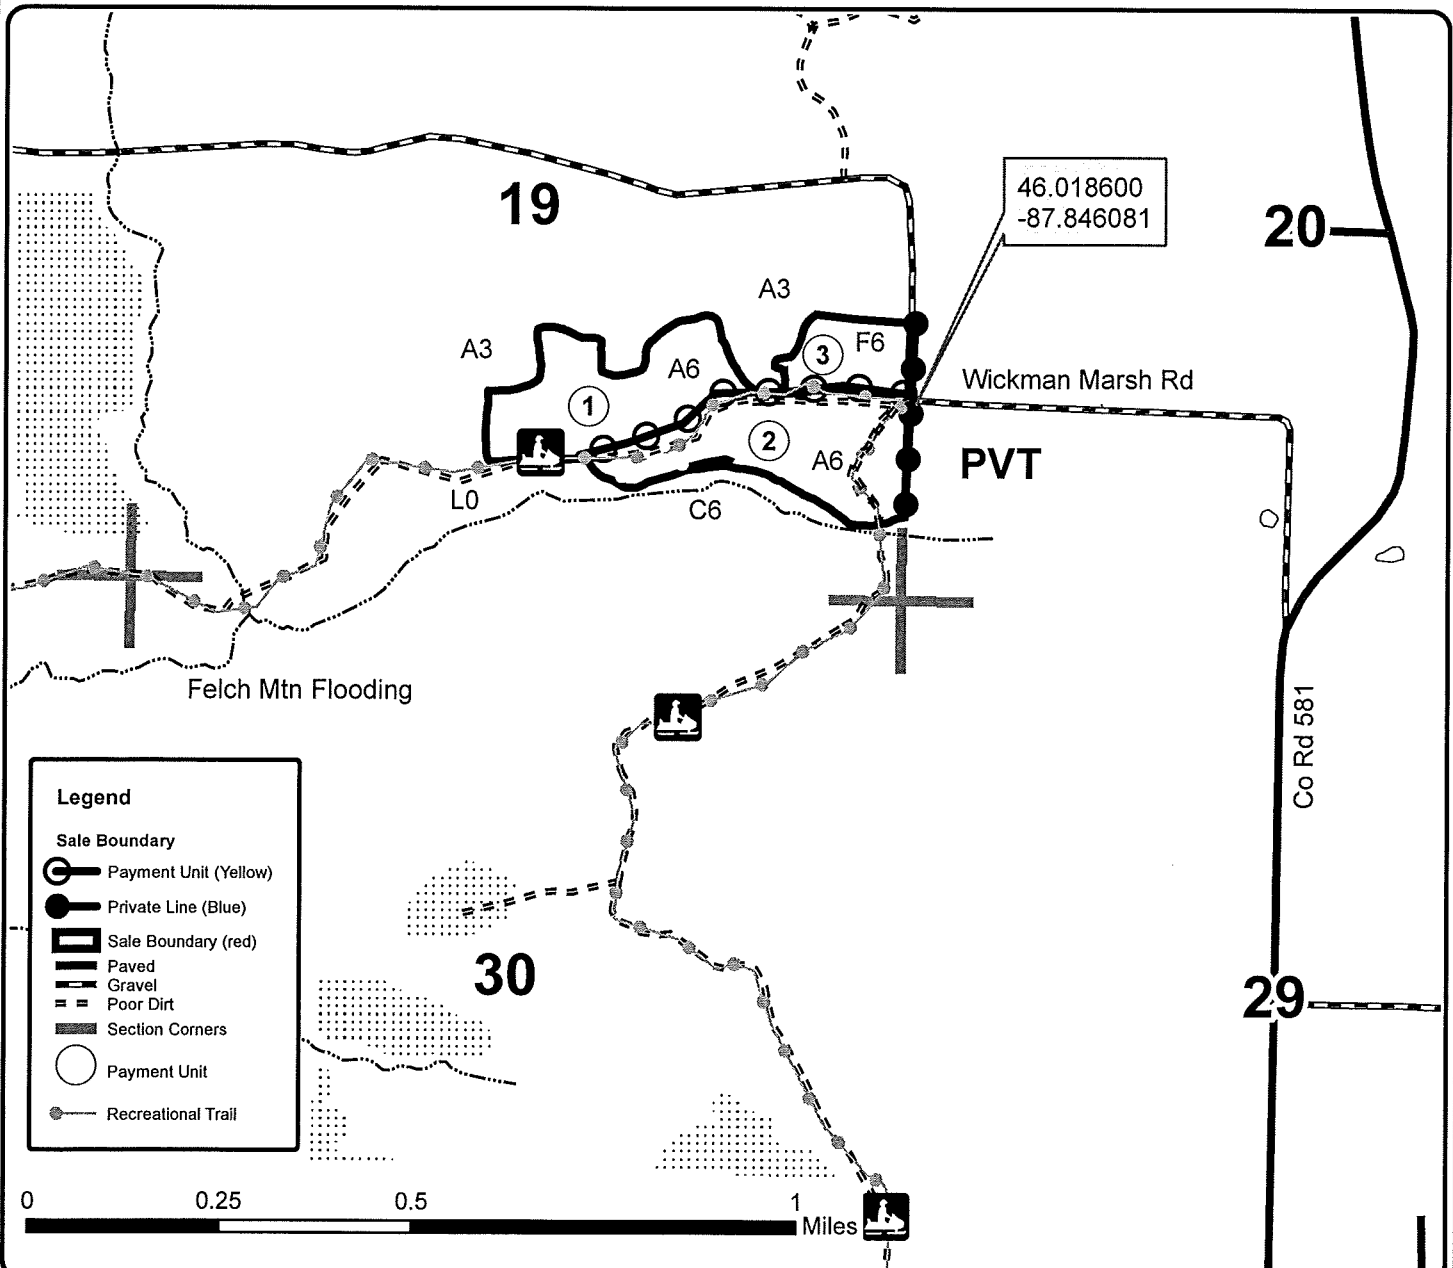 19
46.018600
-87.846081
20
A3
A3
3
F6
A6
Wickman Marsh Rd
1
2
A6
PVT
L0
C6
Felch Mtn Flooding
Co Rd 581
Legend
Sale Boundary
Payment Unit (Yellow)
Private Line (Blue)
Sale Boundary (red)
Paved
Gravel
Poor Dirt
Section Corners
Payment Unit
Recreational Trail
30
29
0 0.25 0.5 1
Miles